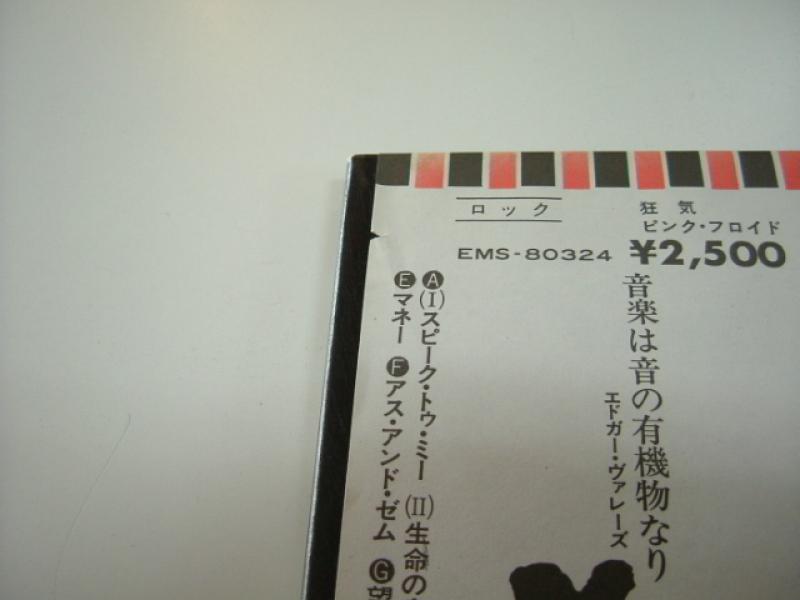 ロック
狂気
ピンク・フロイド
EMS-80324 ¥2,500
音楽は音の有機物なり
エドガー・ヴァレーズ
Ⓐ(I)スピーク・トゥ・ミー (II)生命の
Ⓔマネー Ⓕアス・アンド・ゼム Ⓖ望